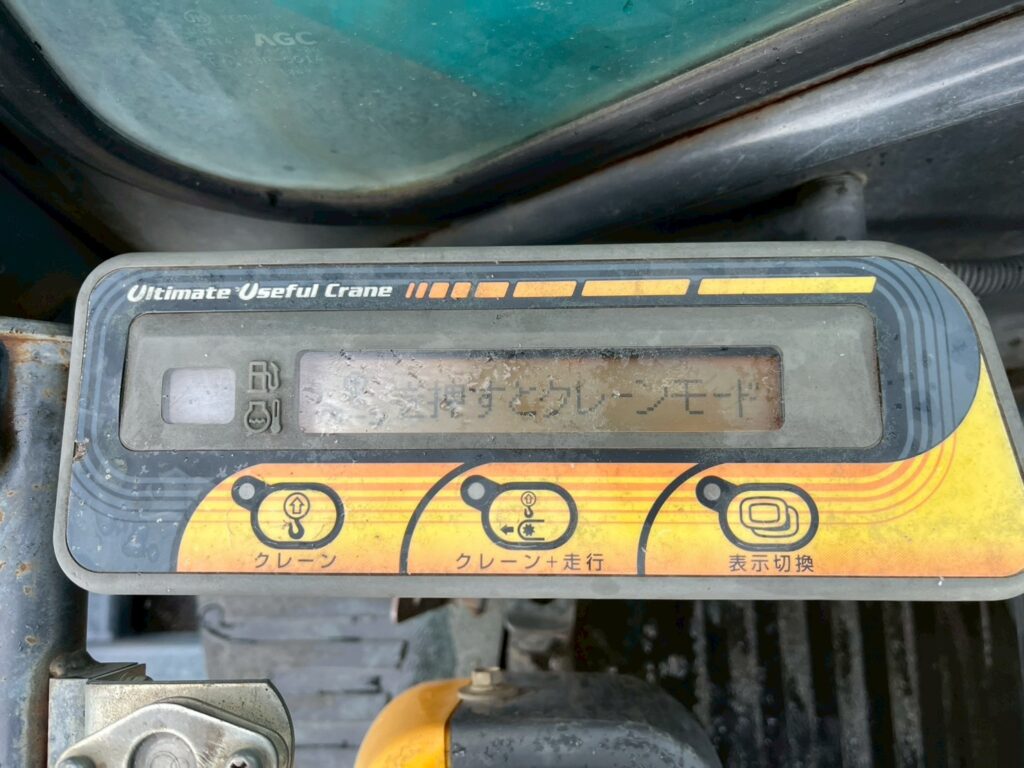 AGC
Ultimate Useful Crane
を押すとクレーンモード
クレーン
クレーン+走行
表示切換